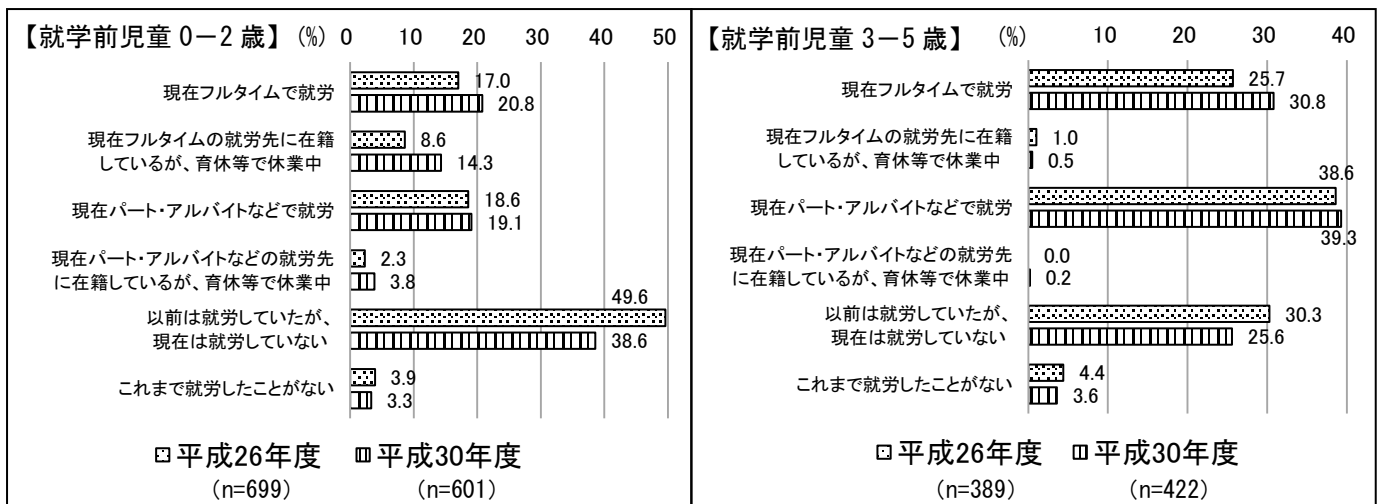 【就学前児童 0－2 歳】 (%) 0 10 20 30 40 50
現在フルタイムで就労
17.0
20.8
現在フルタイムの就労先に在籍
しているが、育休等で休業中
8.6
14.3
現在パート・アルバイトなどで就労
18.6
19.1
現在パート・アルバイトなどの就労先
に在籍しているが、育休等で休業中
2.3
3.8
以前は就労していたが、
現在は就労していない
49.6
38.6
これまで就労したことがない
3.9
3.3
平成26年度 平成30年度
(n=699) (n=601)
【就学前児童 3－5 歳】 (%) 10 20 30 40
現在フルタイムで就労
25.7
30.8
現在フルタイムの就労先に在籍
しているが、育休等で休業中
1.0
0.5
現在パート・アルバイトなどで就労
38.6
39.3
現在パート・アルバイトなどの就労先
に在籍しているが、育休等で休業中
0.0
0.2
以前は就労していたが、
現在は就労していない
30.3
25.6
これまで就労したことがない
4.4
3.6
平成26年度 平成30年度
(n=389) (n=422)